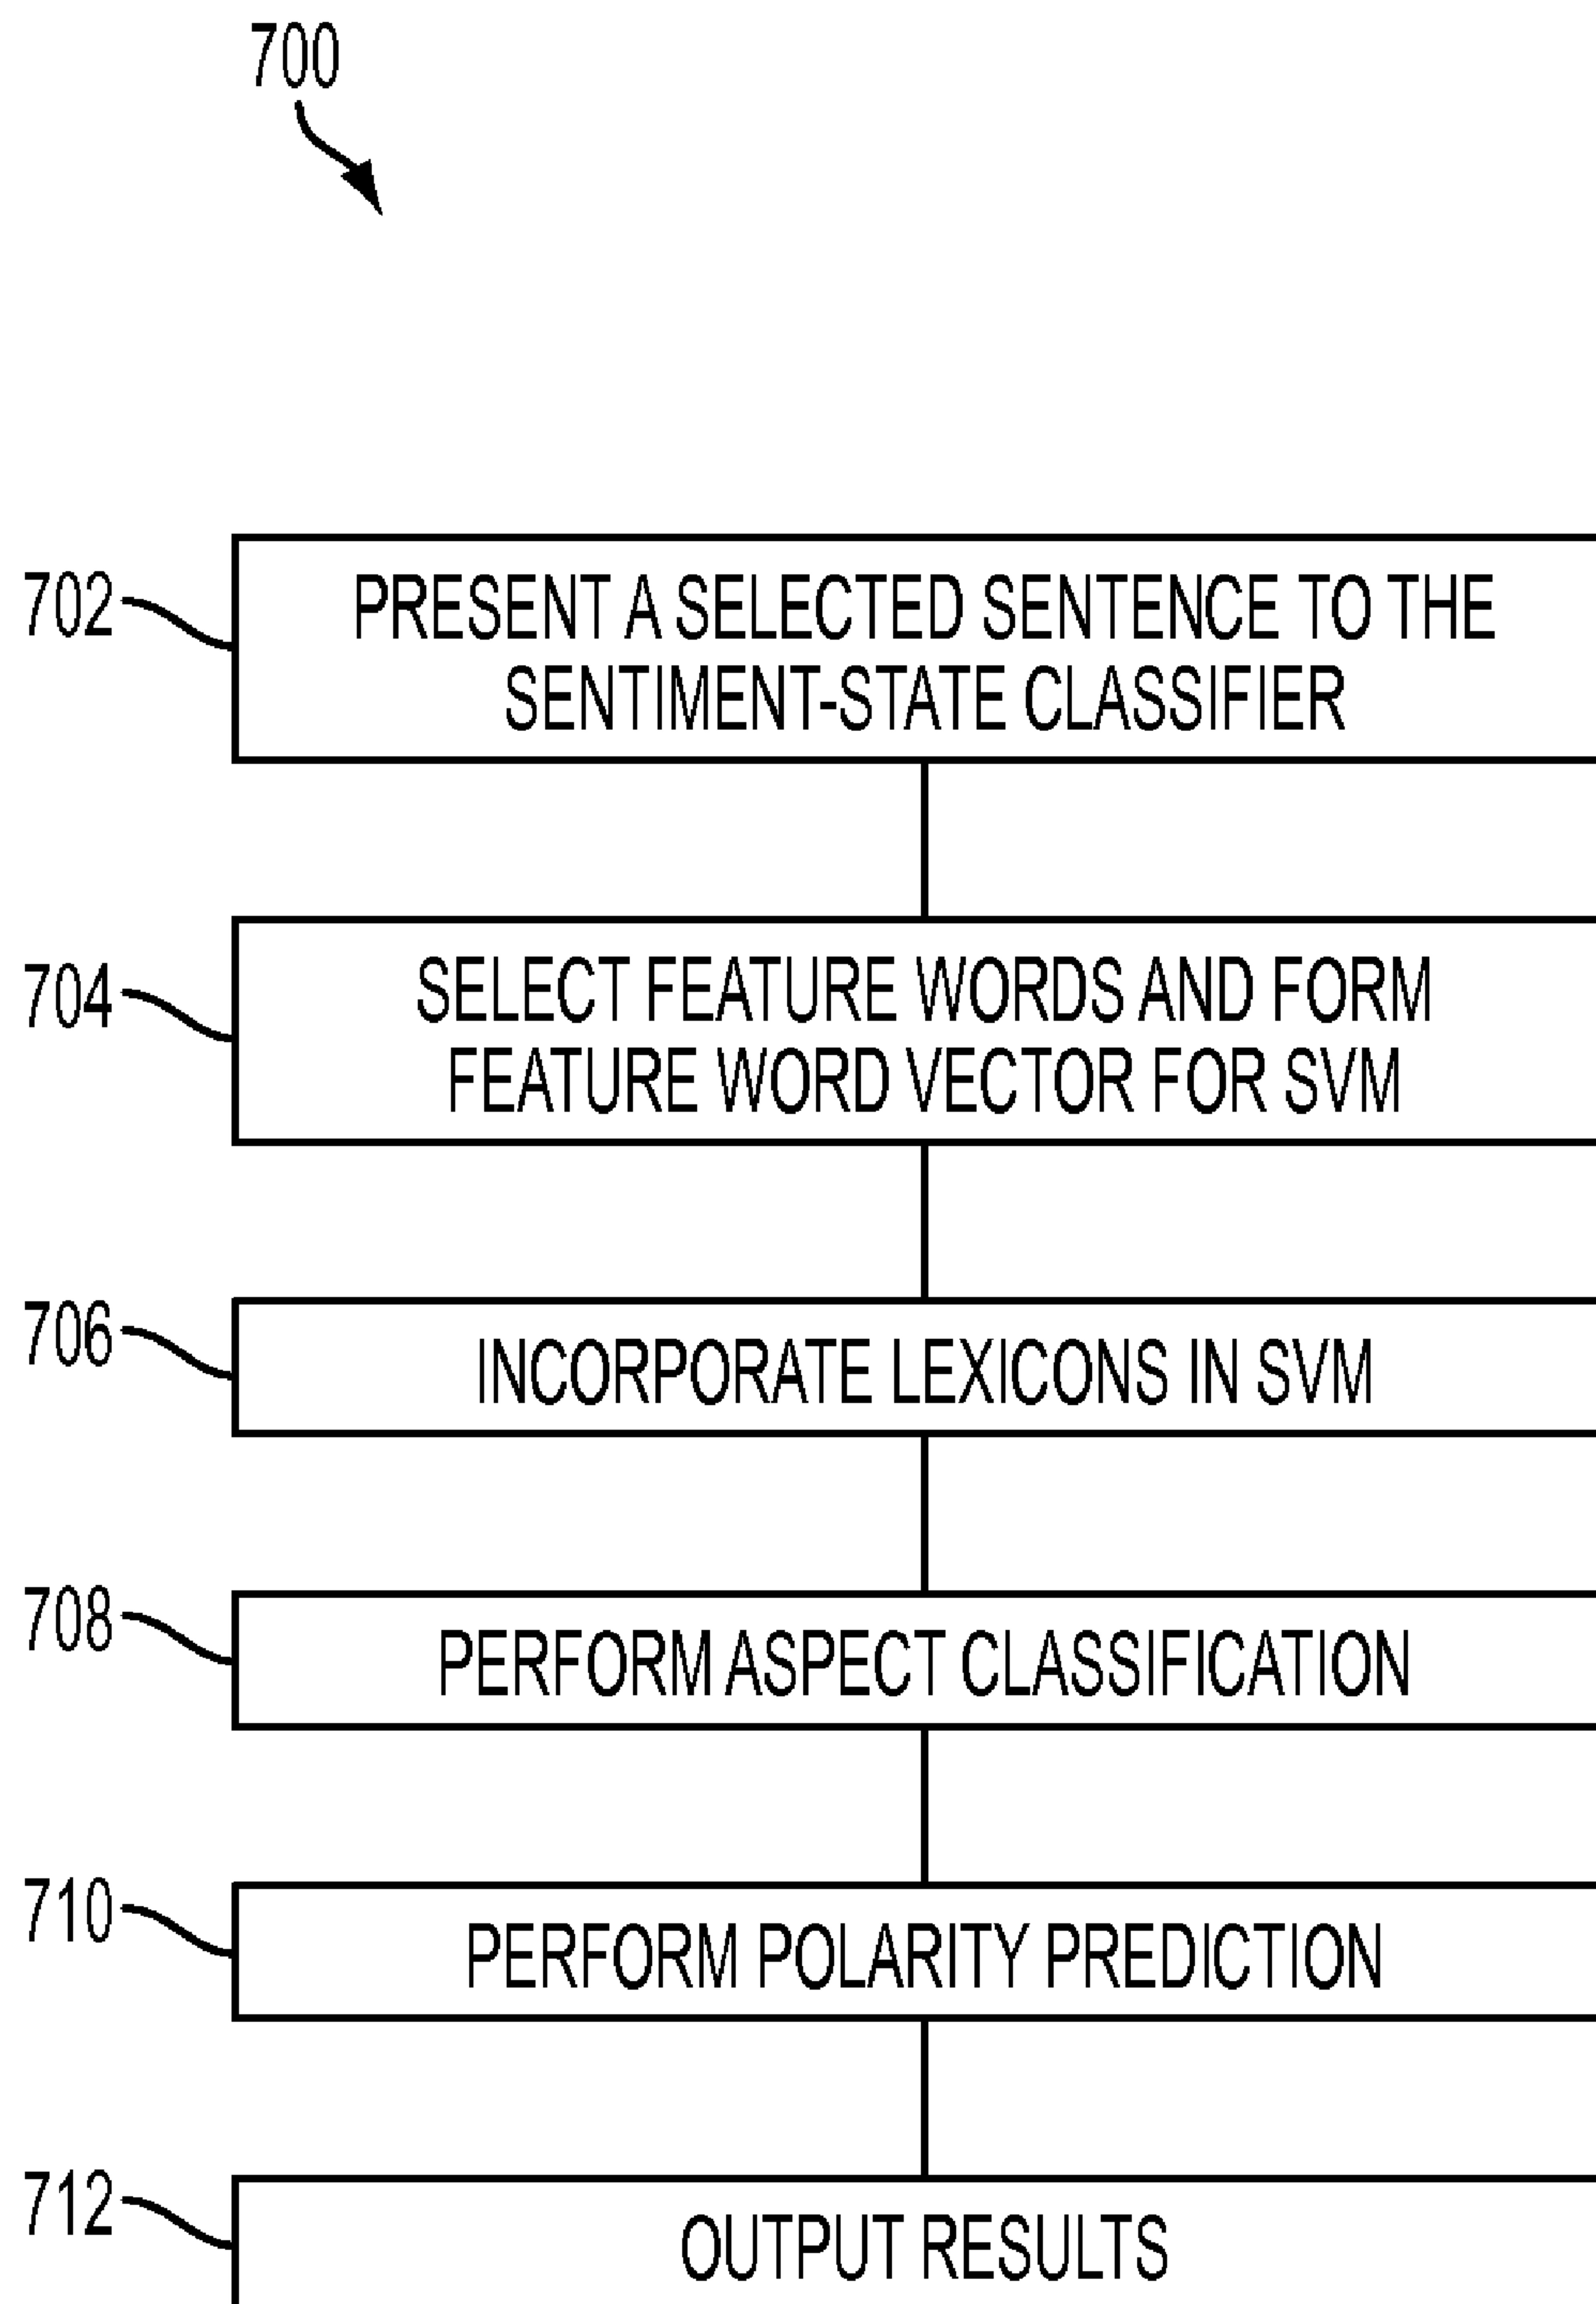 700
702
PRESENT A SELECTED SENTENCE TO THE
SENTIMENT-STATE CLASSIFIER
704
SELECT FEATURE WORDS AND FORM
FEATURE WORD VECTOR FOR SVM
706
INCORPORATE LEXICONS IN SVM
708
PERFORM ASPECT CLASSIFICATION
710
PERFORM POLARITY PREDICTION
712
OUTPUT RESULTS